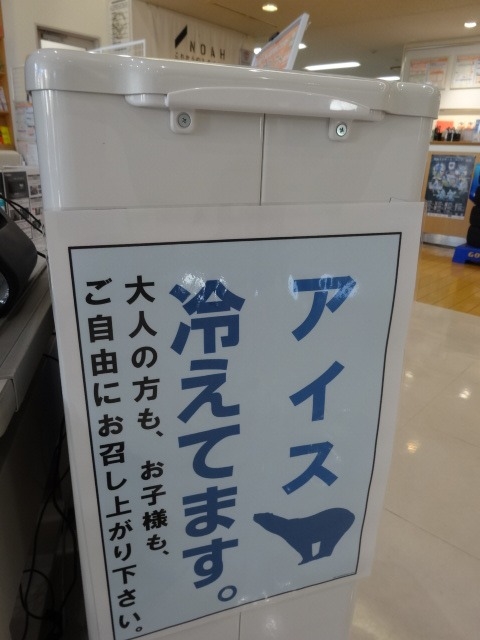 NOAH
アイス
冷えてます。
大人の方も、お子様も、
ご自由にお召し上がり下さい。